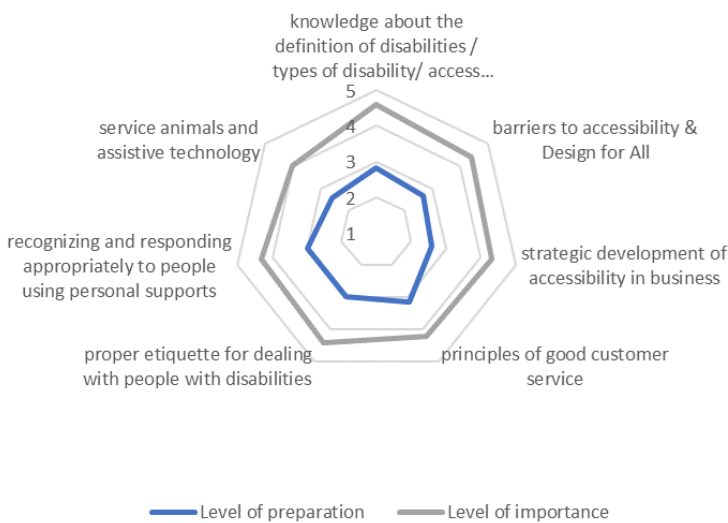 knowledge about the
definition of disabilities /
types of disability/ access...
5
4
3
2
1
barriers to accessibility &
Design for All
strategic development of
accessibility in business
principles of good customer
service
proper etiquette for dealing
with people with disabilities
recognizing and responding
appropriately to people
using personal supports
service animals and
assistive technology
Level of preparation
Level of importance